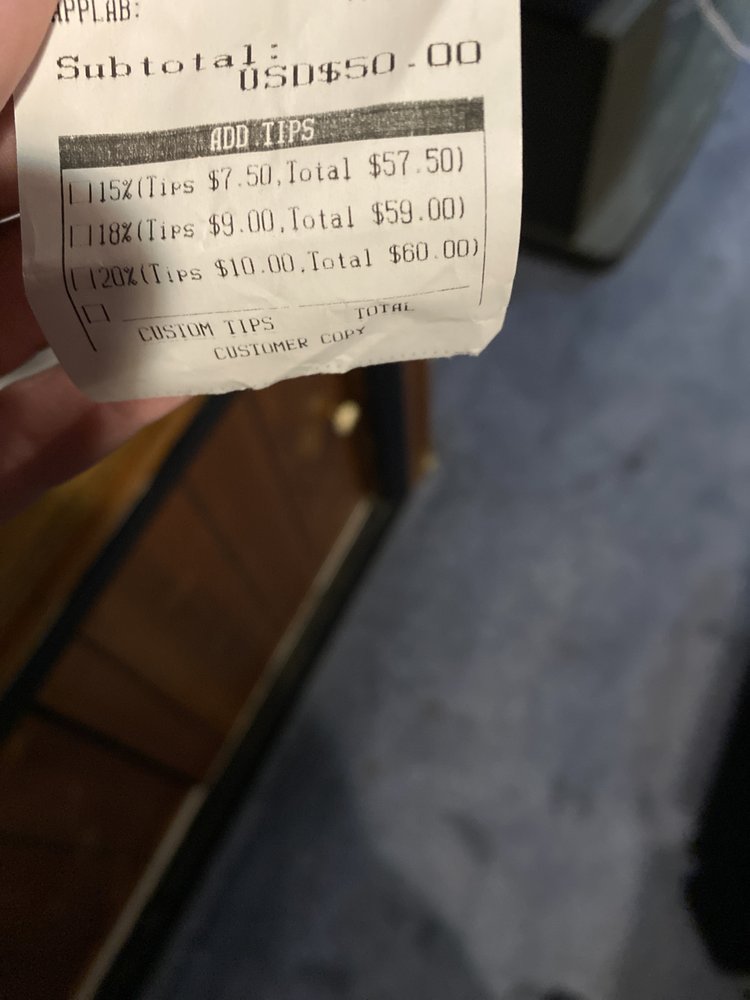 APPLAB:
Subtotal:
USD$50.00
ADD TIPS
15%(Tips $7.50,Total $57.50)
18%(Tips $9.00,Total $59.00)
20%(Tips $10.00,Total $60.00)
CUSTOM TIPS TOTAL
CUSTOMER COPY